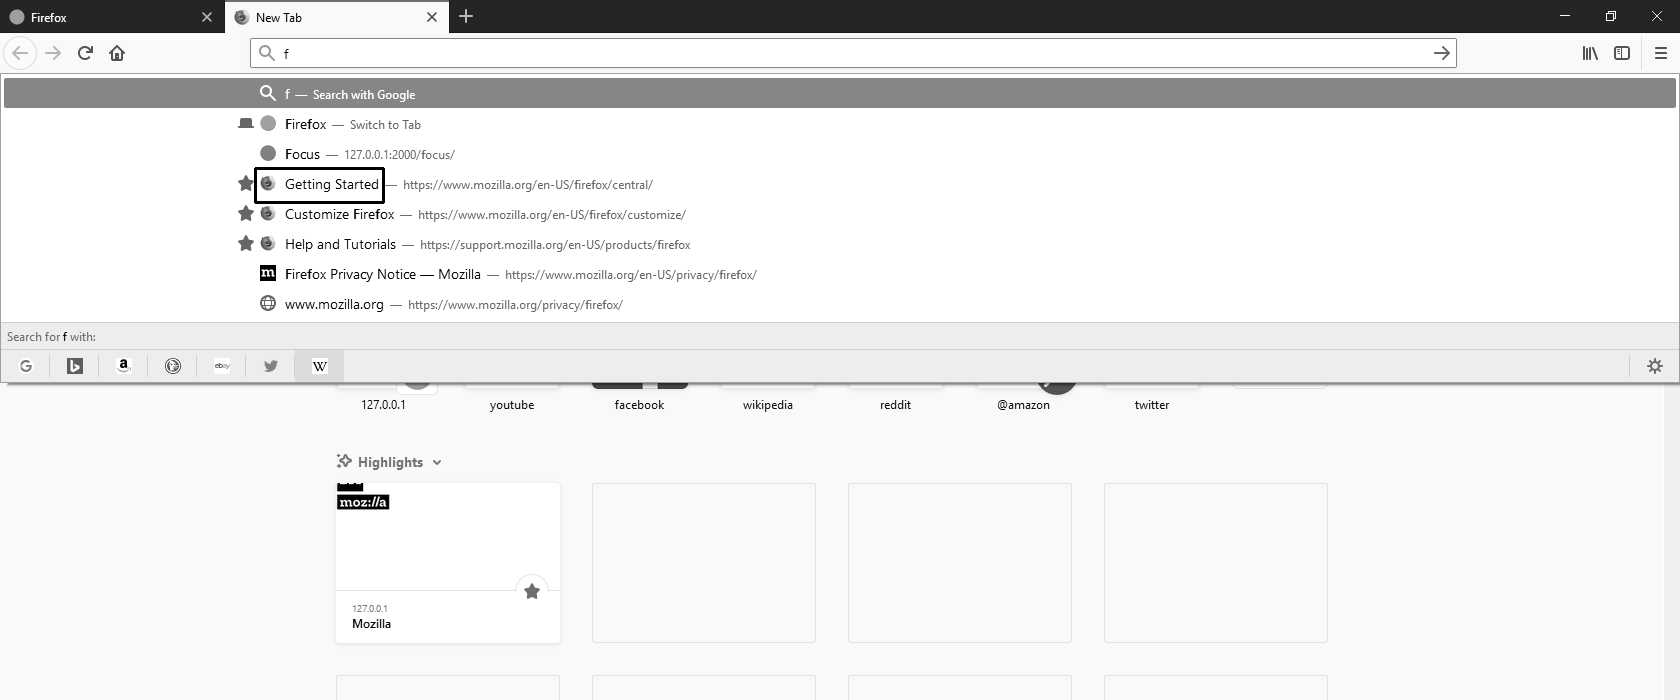 Firefox
New Tab
f
f — Search with Google
Firefox — Switch to Tab
Focus — 127.0.0.1:2000/focus/
Getting Started — https://www.mozilla.org/en-US/firefox/central/
Customize Firefox — https://www.mozilla.org/en-US/firefox/customize/
Help and Tutorials — https://support.mozilla.org/en-US/products/firefox
m Firefox Privacy Notice — Mozilla — https://www.mozilla.org/en-US/privacy/firefox/
www.mozilla.org — https://www.mozilla.org/privacy/firefox/
Search for f with:
G b a ebay W
127.0.0.1 youtube facebook wikipedia reddit @amazon twitter
Highlights
moz://a
127.0.0.1
Mozilla